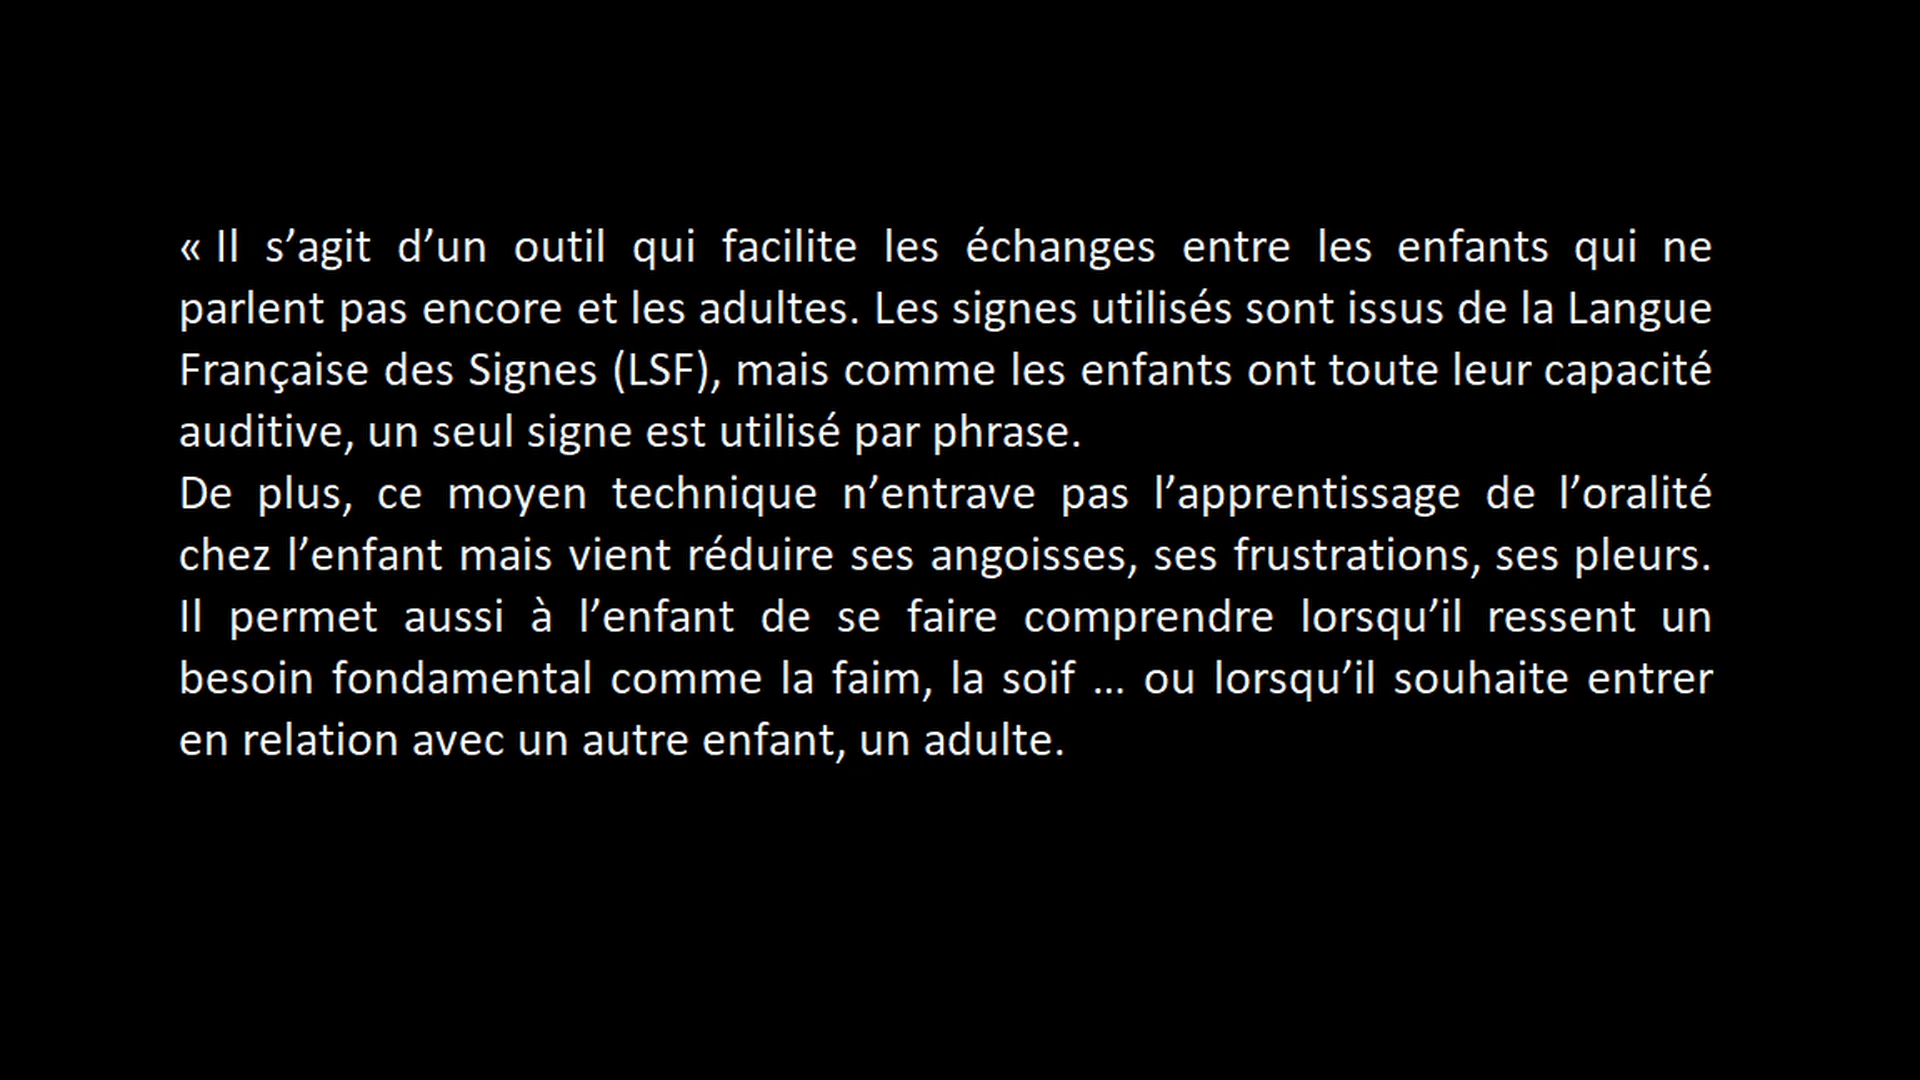 « Il s’agit d’un outil qui facilite les échanges entre les enfants qui ne
parlent pas encore et les adultes. Les signes utilisés sont issus de la Langue
Française des Signes (LSF), mais comme les enfants ont toute leur capacité
auditive, un seul signe est utilisé par phrase.
De plus, ce moyen technique n’entrave pas l’apprentissage de l’oralité
chez l’enfant mais vient réduire ses angoisses, ses frustrations, ses pleurs.
Il permet aussi à l’enfant de se faire comprendre lorsqu’il ressent un
besoin fondamental comme la faim, la soif … ou lorsqu’il souhaite entrer
en relation avec un autre enfant, un adulte.